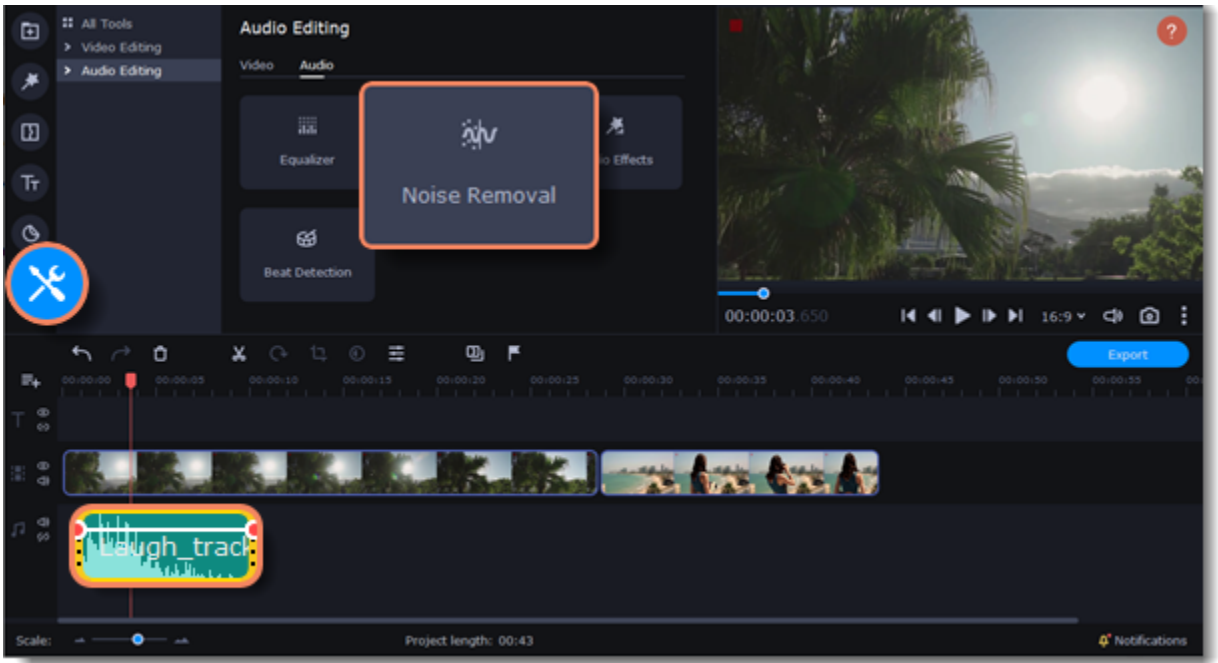 All Tools
Video Editing
Audio Editing
Audio Editing
Video Audio
Equalizer
Noise Removal
io Effects
Beat Detection
?
Tт
00:00:03.650
16:9
Export
00:00:00 00:00:05 00:00:10 00:00:15 00:00:20 00:00:25 00:00:30 00:00:35 00:00:40 00:00:45 00:00:50 00:00:55 00:
T
Laugh_track
Scale:
Project length: 00:43
Notifications